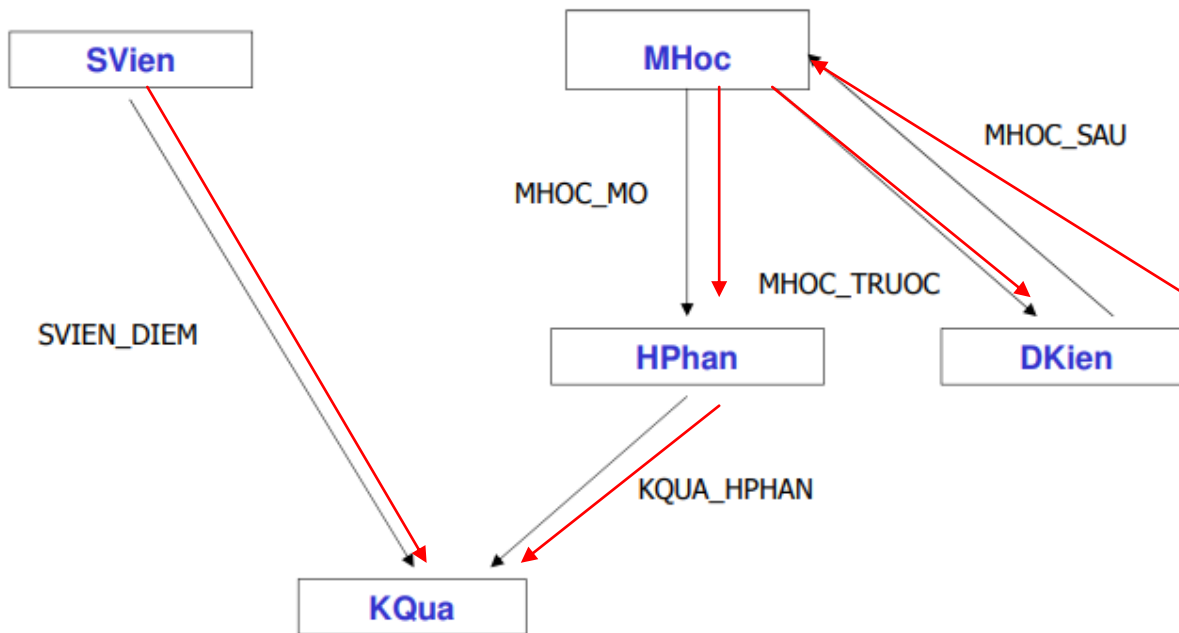 SVien
MHoc
MHOC_SAU
MHOC_MO
MHOC_TRUOC
SVIEN_DIEM
HPhan
DKien
KQUA_HPHAN
KQua